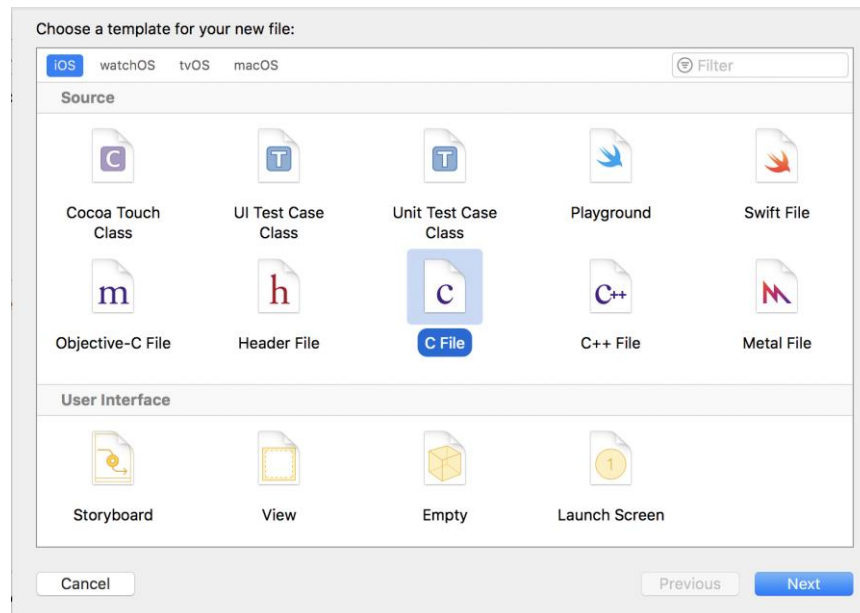 Choose a template for your new file:
iOS watchOS tvOS macOS Filter
Source
C T T
Cocoa Touch Class
UI Test Case Class
Unit Test Case Class
Playground
Swift File
m h c C++
Objective-C File Header File C File C++ File Metal File
User Interface
1
Storyboard View Empty Launch Screen
Cancel Previous Next